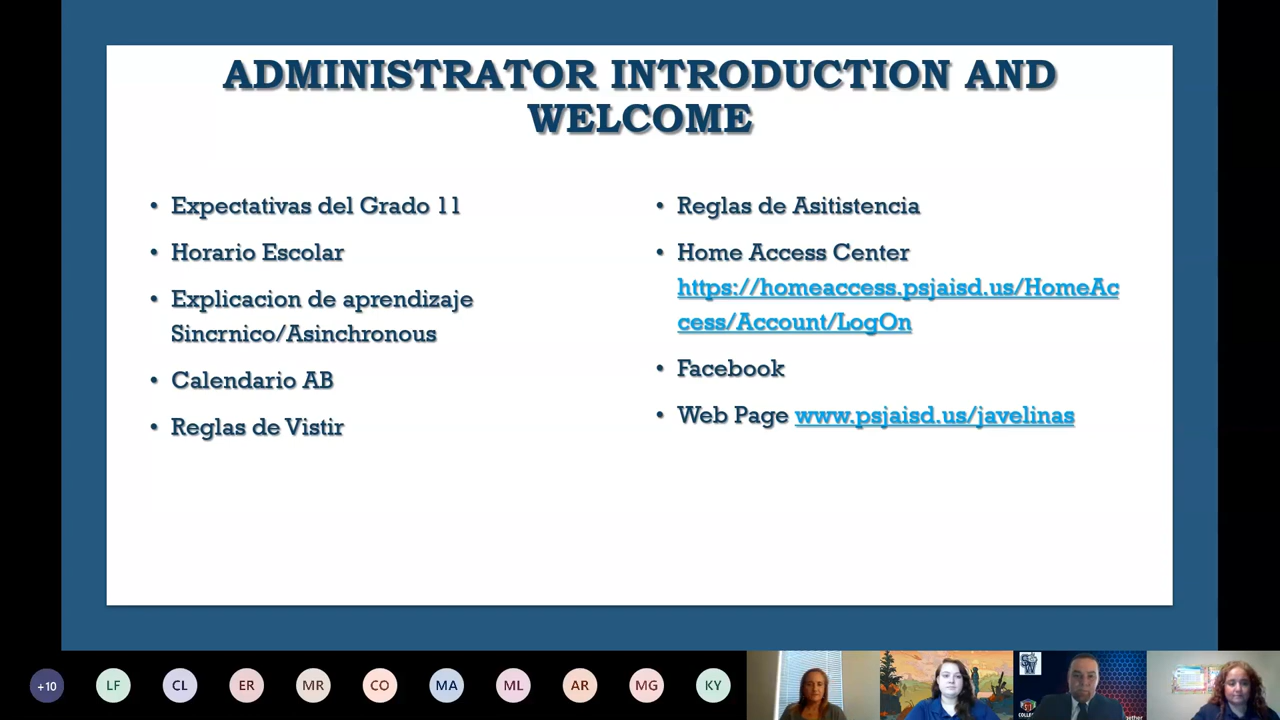 ADMINISTRATOR INTRODUCTION AND
WELCOME
• Expectativas del Grado 11
• Horario Escolar
• Explicacion de aprendizaje
Sincrnico/Asinchronous
• Calendario AB
• Reglas de Vistir
• Reglas de Asitistencia
• Home Access Center
https://homeaccess.psjaisd.us/HomeAc
cess/Account/LogOn
• Facebook
• Web Page www.psjaisd.us/javelinas
+10 LF CL ER MR CO MA ML AR MG KY